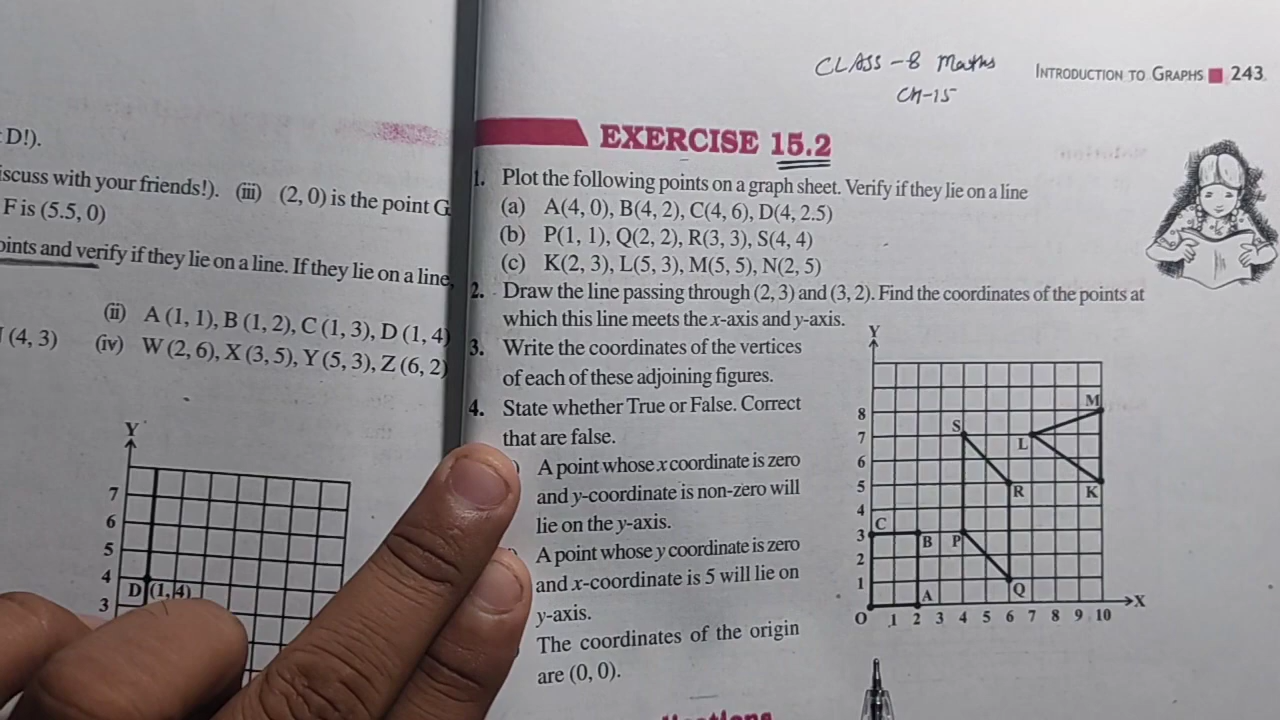 CLASS - 8 Maths
CH-15
INTRODUCTION TO GRAPHS 243
D!).
iscuss with your friends!). (iii) (2, 0) is the point G
F is (5.5, 0)
oints and verify if they lie on a line. If they lie on a line,
(ii) A (1, 1), B (1, 2), C (1, 3), D (1, 4)
(4, 3) (iv) W (2, 6), X (3, 5), Y (5, 3), Z (6, 2)
Y
7
6
5
4 D (1,4)
3
EXERCISE 15.2
1. Plot the following points on a graph sheet. Verify if they lie on a line
(a) A(4, 0), B(4, 2), C(4, 6), D(4, 2.5)
(b) P(1, 1), Q(2, 2), R(3, 3), S(4, 4)
(c) K(2, 3), L(5, 3), M(5, 5), N(2, 5)
2. Draw the line passing through (2, 3) and (3, 2). Find the coordinates of the points at
which this line meets the x-axis and y-axis.
3. Write the coordinates of the vertices
of each of these adjoining figures.
4. State whether True or False. Correct
that are false.
A point whose x coordinate is zero
and y-coordinate is non-zero will
lie on the y-axis.
A point whose y coordinate is zero
and x-coordinate is 5 will lie on
y-axis.
The coordinates of the origin
are (0, 0).
Y
M
8
7 S L
6
5 R K
4
3 C B P
2
1 A Q
O 1 2 3 4 5 6 7 8 9 10 X